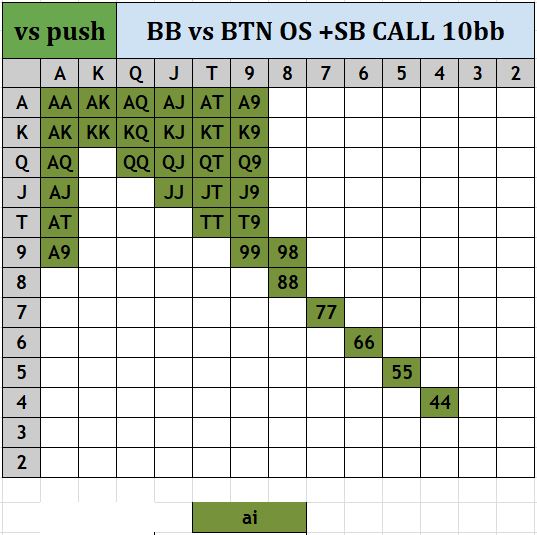 vs push BB vs BTN OS +SB CALL 10bb
A K Q J T 9 8 7 6 5 4 3 2
A AA AK AQ AJ AT A9
K AK KK KQ KJ KT K9
Q AQ QQ QJ QT Q9
J AJ JJ JT J9
T AT TT T9
9 A9 99 98
8 88
7 77
6 66
5 55
4 44
3
2
ai